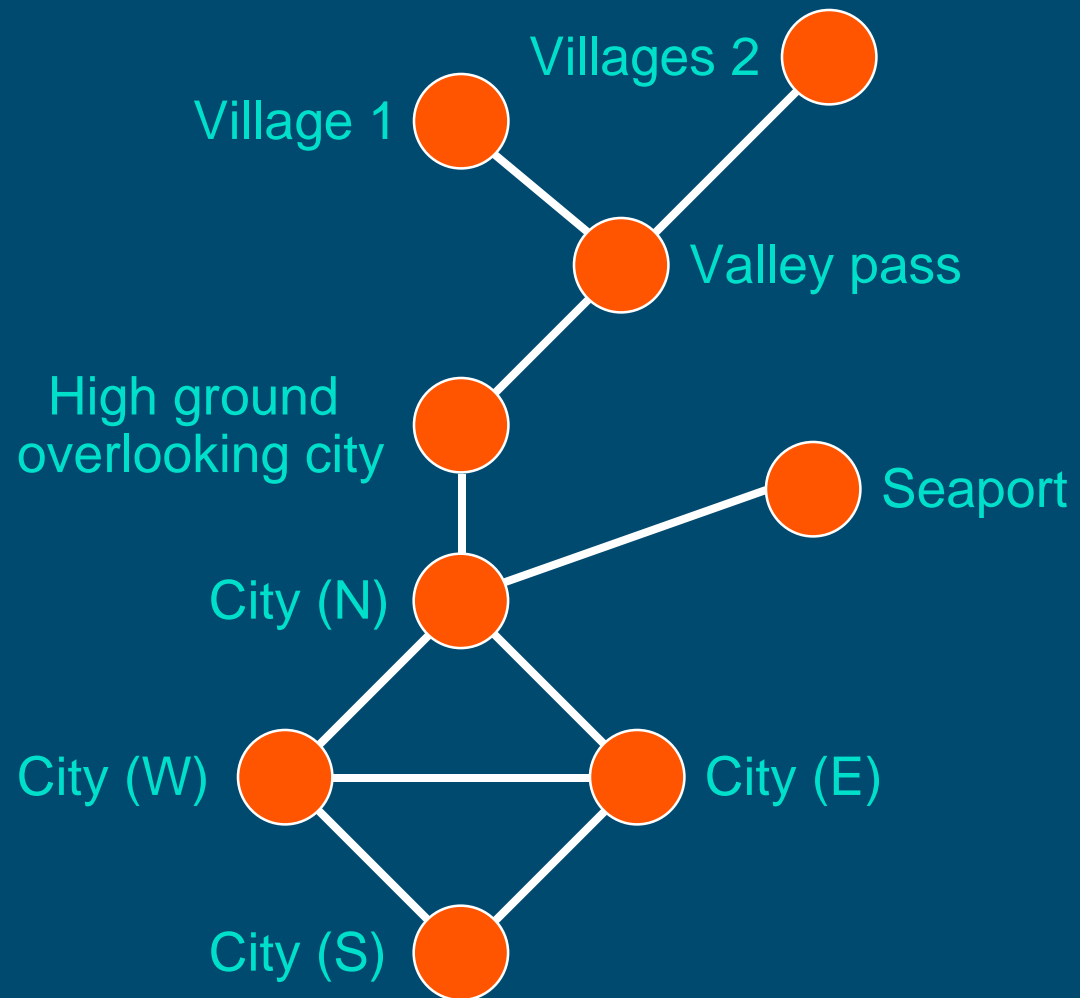 Villages 2
Village 1
Valley pass
High ground
overlooking city
Seaport
City (N)
City (W)
City (E)
City (S)